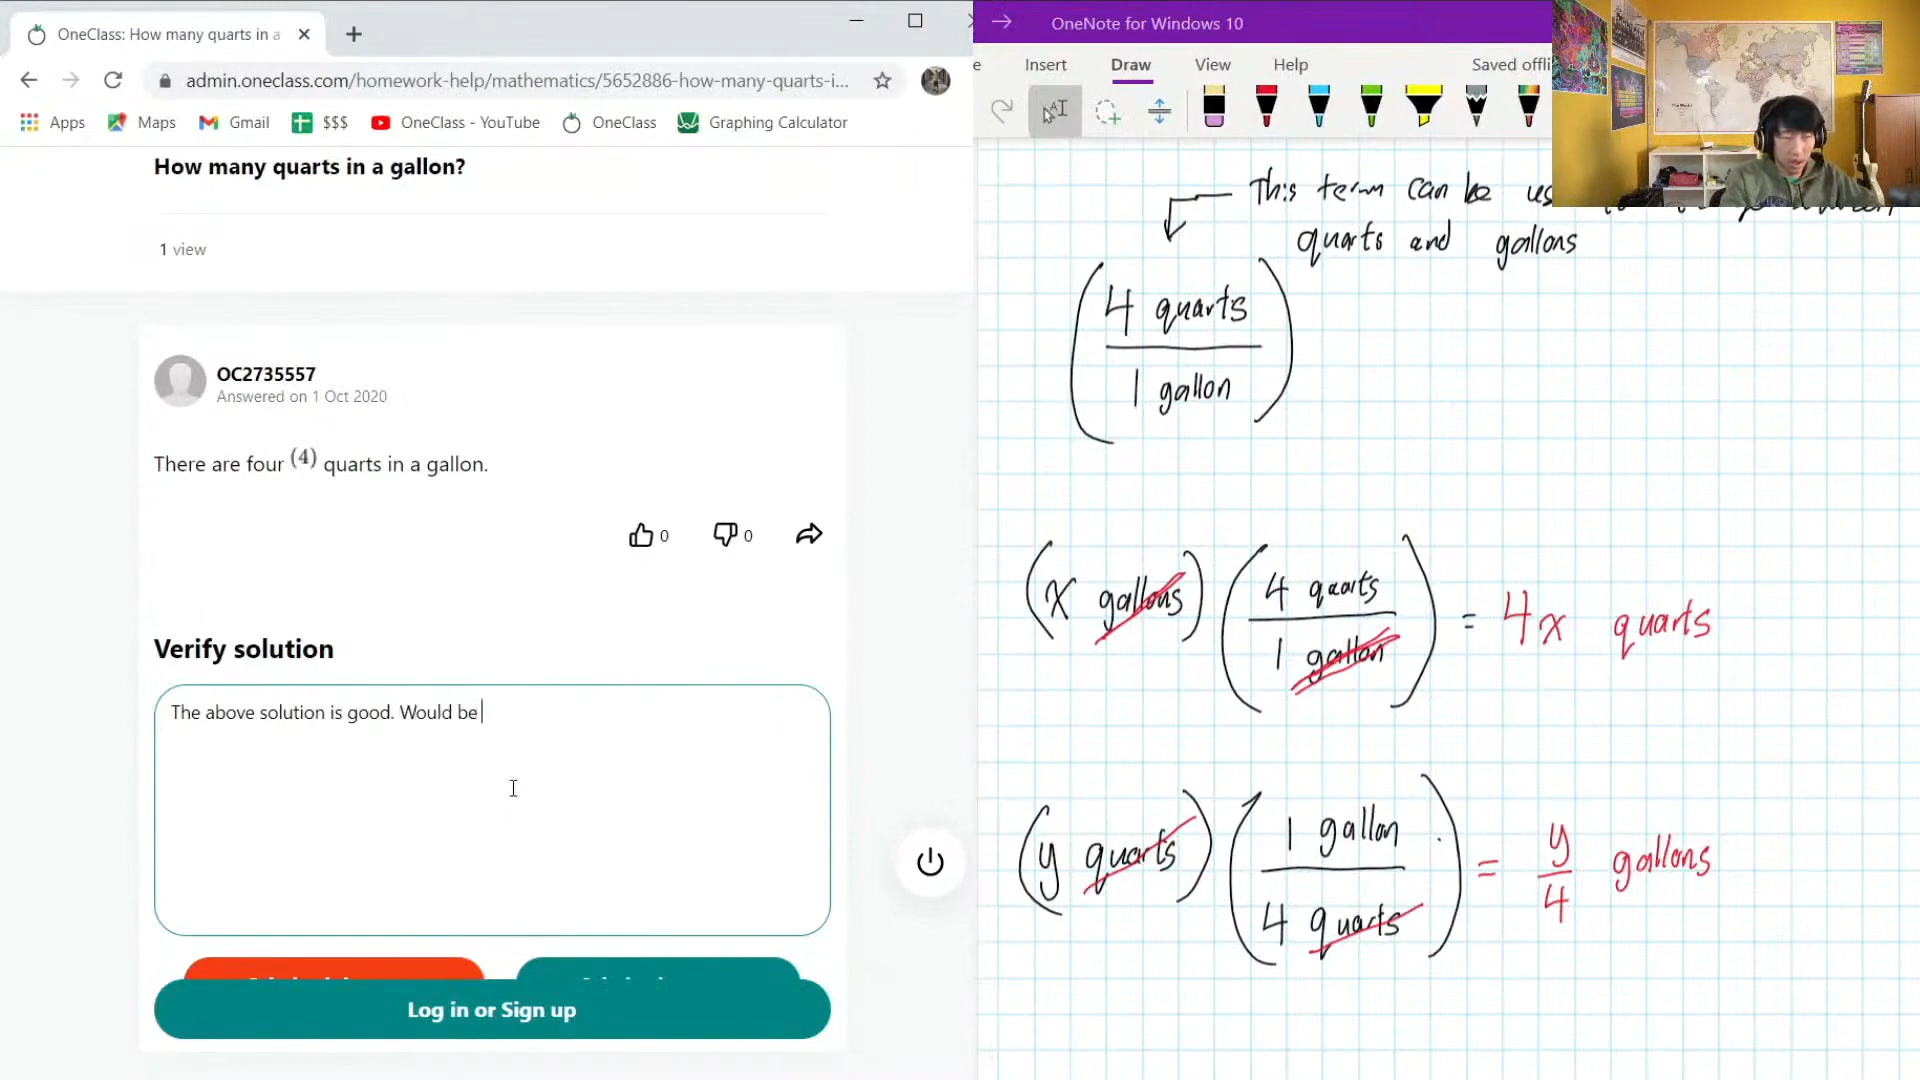 OneClass: How many quarts in a
OneNote for Windows 10
admin.oneclass.com/homework-help/mathematics/5652886-how-many-quarts-i...
Insert
Draw
View
Help
Saved offli
Apps
Maps
Gmail
$$$
OneClass - YouTube
OneClass
Graphing Calculator
How many quarts in a gallon?
1 view
OC2735557
Answered on 1 Oct 2020
There are four (4) quarts in a gallon.
0
0
Verify solution
The above solution is good. Would be
Log in or Sign up
This term can be us
quarts and gallons
(4 quarts
1 gallon)
(x gallons) (4 quarts
1 gallon) = 4x quarts
(y quarts) (1 gallon
4 quarts) = y
4 gallons